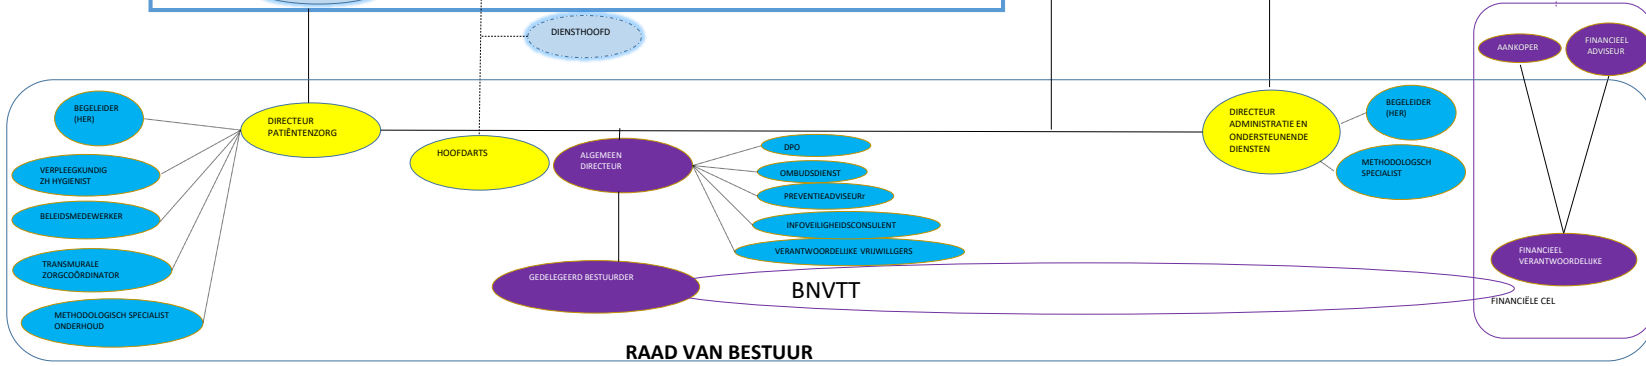 DIENSTHOOFD
AANKOPER
FINANCIEEL
ADVISEUR
BEGELEIDER
(HER)
DIRECTEUR
PATIËNTENZORG
HOOFDARTS
ALGEMEEN
DIRECTEUR
DPO
OMBUDSDIENST
PREVENTIEADVISEURr
INFOVEILIGHEIDSCONSULENT
VERANTWOORDELIJKE VRIJWILLGERS
DIRECTEUR
ADMINISTRATIE EN
ONDERSTEUNENDE
DIENSTEN
BEGELEIDER
(HER)
METHODOLOGSCH
SPECIALIST
VERPLEEGKUNDIG
ZH HYGIENIST
BELEIDSMEDEWERKER
TRANSMURALE
ZORGCOÖRDINATOR
METHODOLOGISCH SPECIALIST
ONDERHOUD
GEDELEGEERD BESTUURDER
BNVTT
FINANCIEEL
VERANTWOORDELIJKE
FINANCIËLE CEL
RAAD VAN BESTUUR